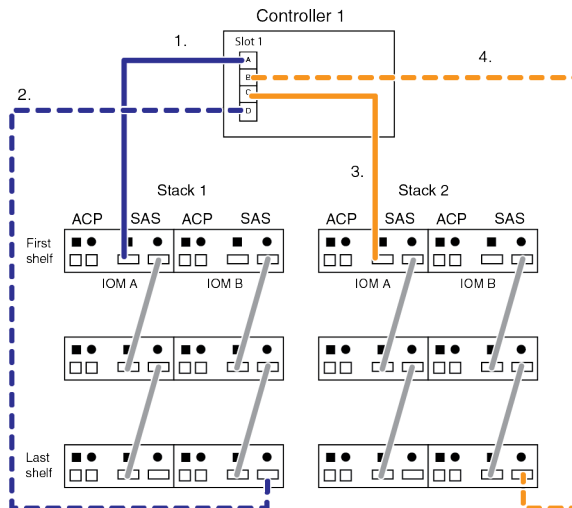 Controller 1
1.
Slot 1
A
B
C
D
4.
2.
3.
Stack 1
Stack 2
ACP SAS ACP SAS
ACP SAS ACP SAS
First
shelf
IOM A
IOM B
IOM A
IOM B
Last
shelf